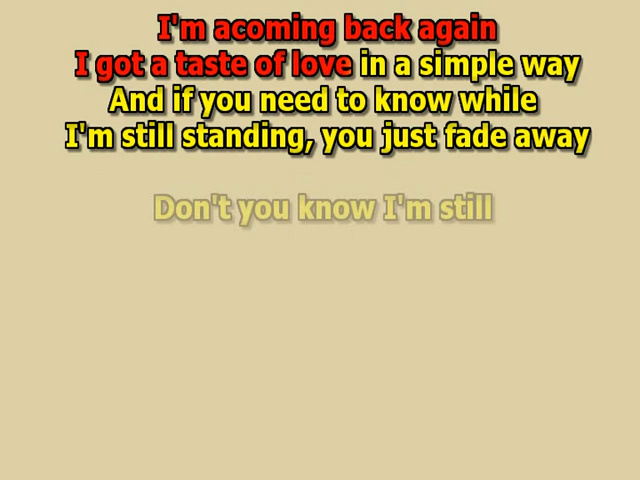 I'm acoming back again
I got a taste of love in a simple way
And if you need to know while
I'm still standing, you just fade away
Don't you know I'm still